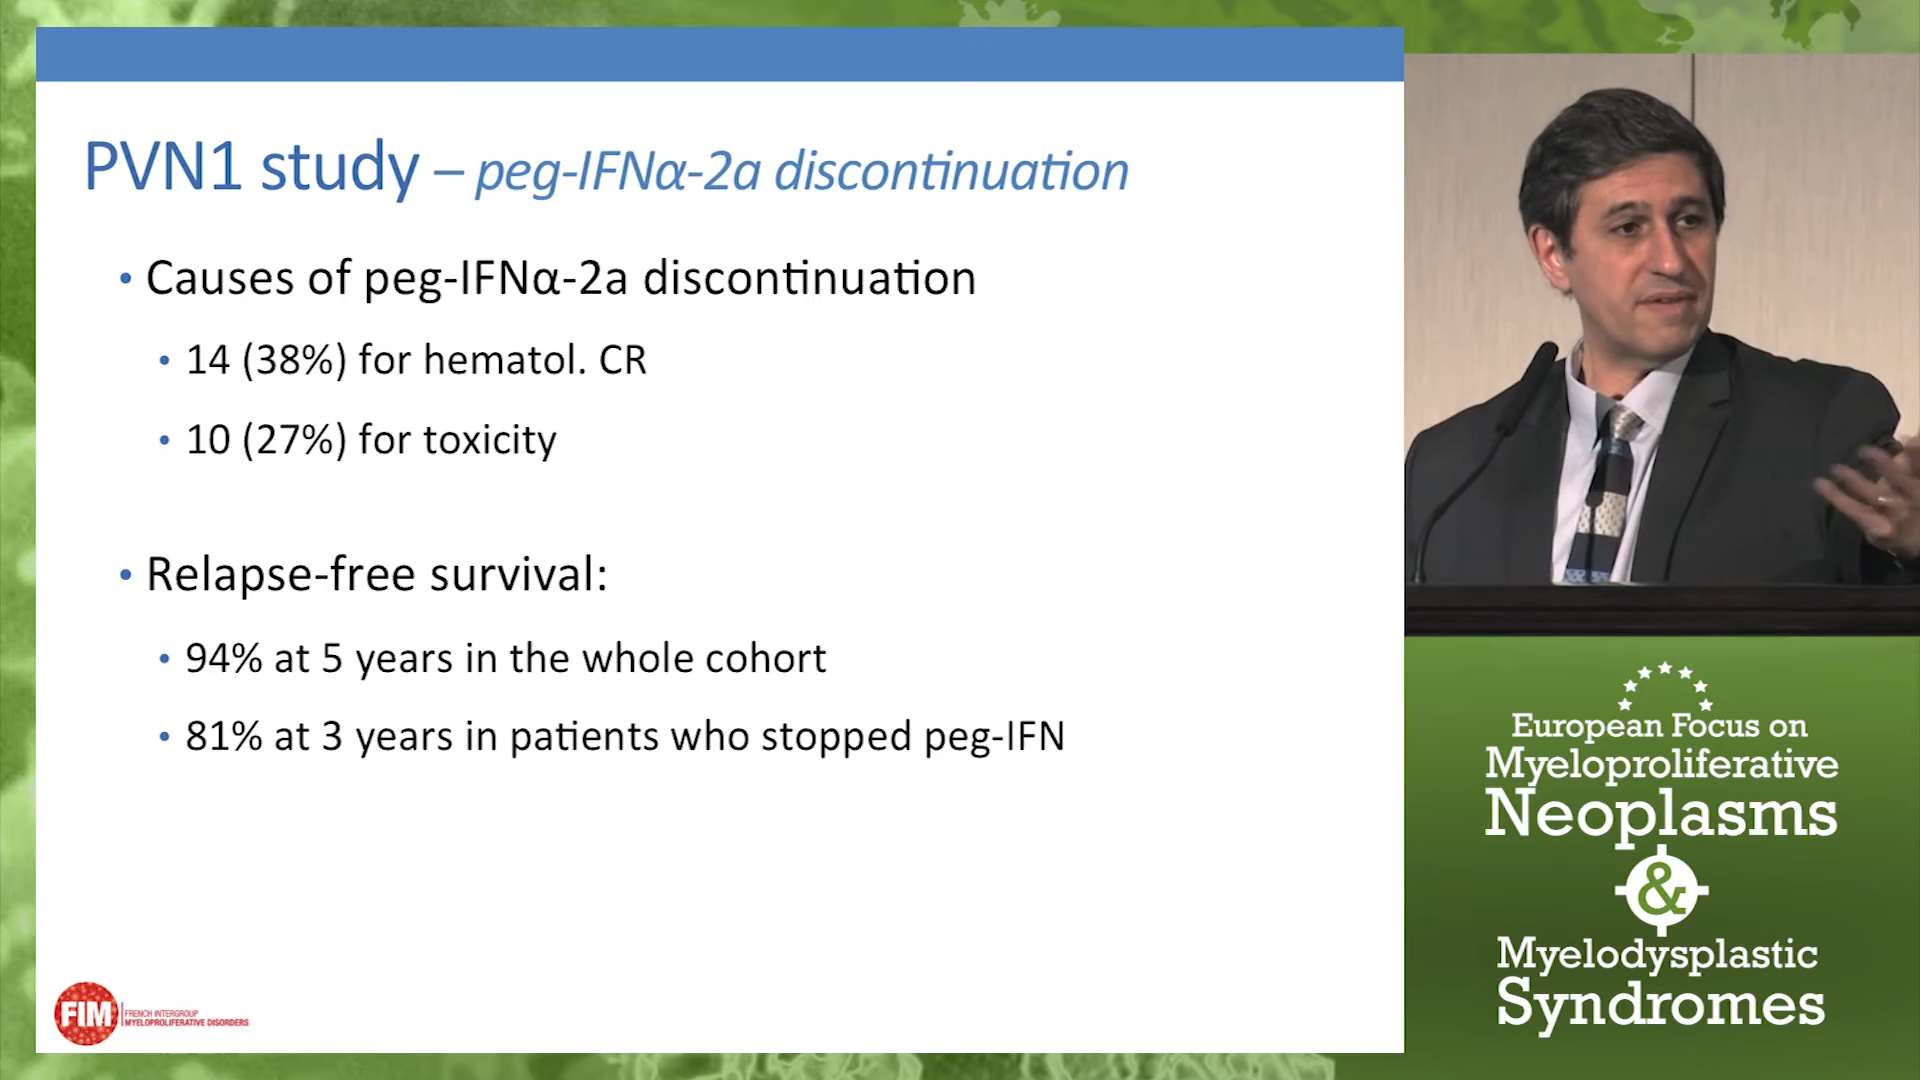 PVN1 study – peg-IFNα-2a discontinuation
• Causes of peg-IFNα-2a discontinuation
• 14 (38%) for hematol. CR
• 10 (27%) for toxicity
• Relapse-free survival:
• 94% at 5 years in the whole cohort
• 81% at 3 years in patients who stopped peg-IFN
FIM
FRENCH INTERGROUP
MYELOPROLIFERATIVE DISORDERS
European Focus on
Myeloproliferative
Neoplasms
&
Myelodysplastic
Syndromes